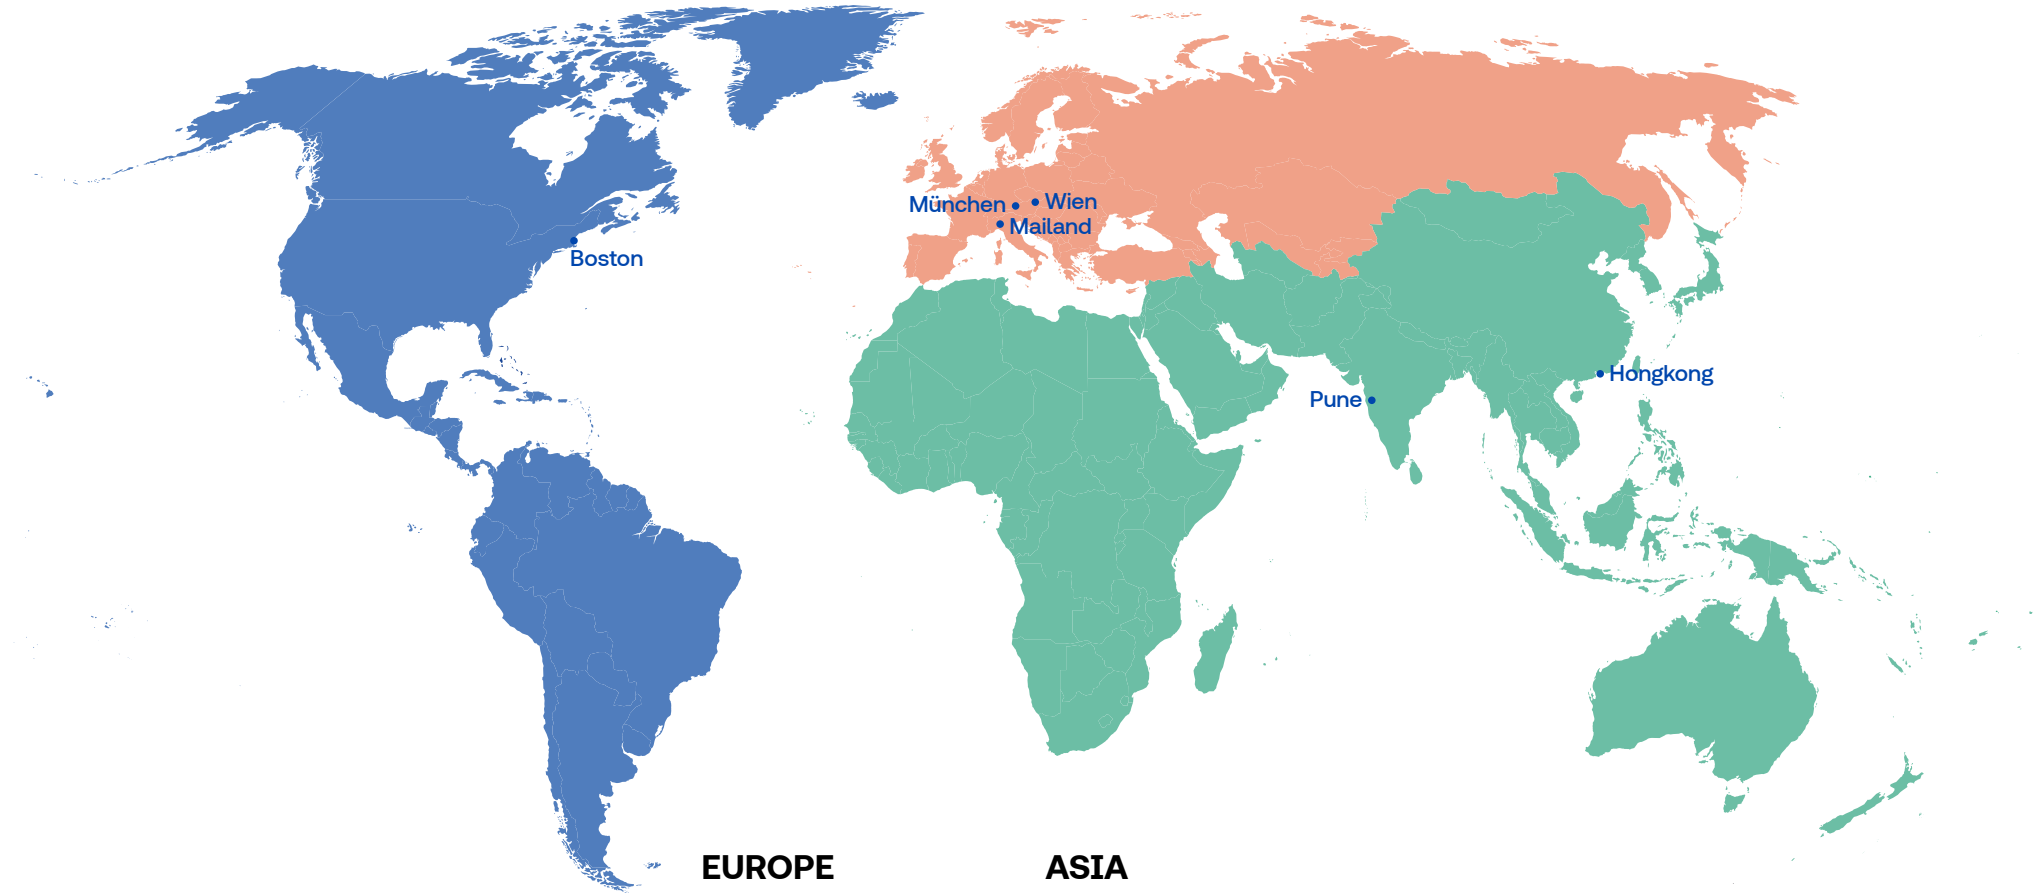 München
Wien
Mailand
Boston
Hongkong
Pune
EUROPE
ASIA